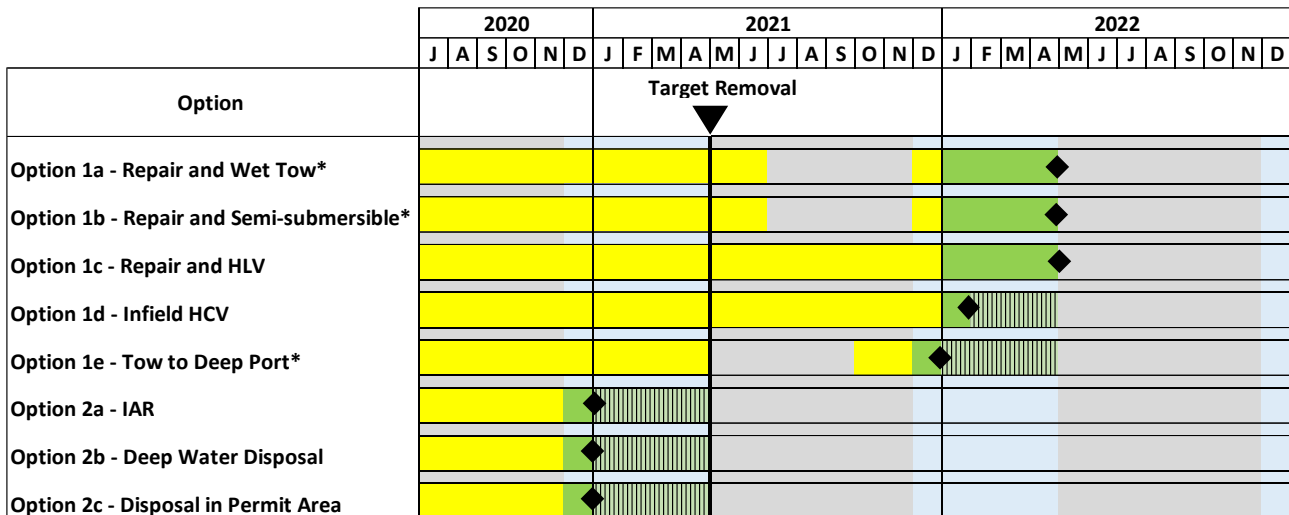 2020 2021 2022
J A S O N D J F M A M J J A S O N D J F M A M J J A S O N D
Option
Target Removal
Option 1a - Repair and Wet Tow*
Option 1b - Repair and Semi-submersible*
Option 1c - Repair and HLV
Option 1d - Infield HCV
Option 1e - Tow to Deep Port*
Option 2a - IAR
Option 2b - Deep Water Disposal
Option 2c - Disposal in Permit Area